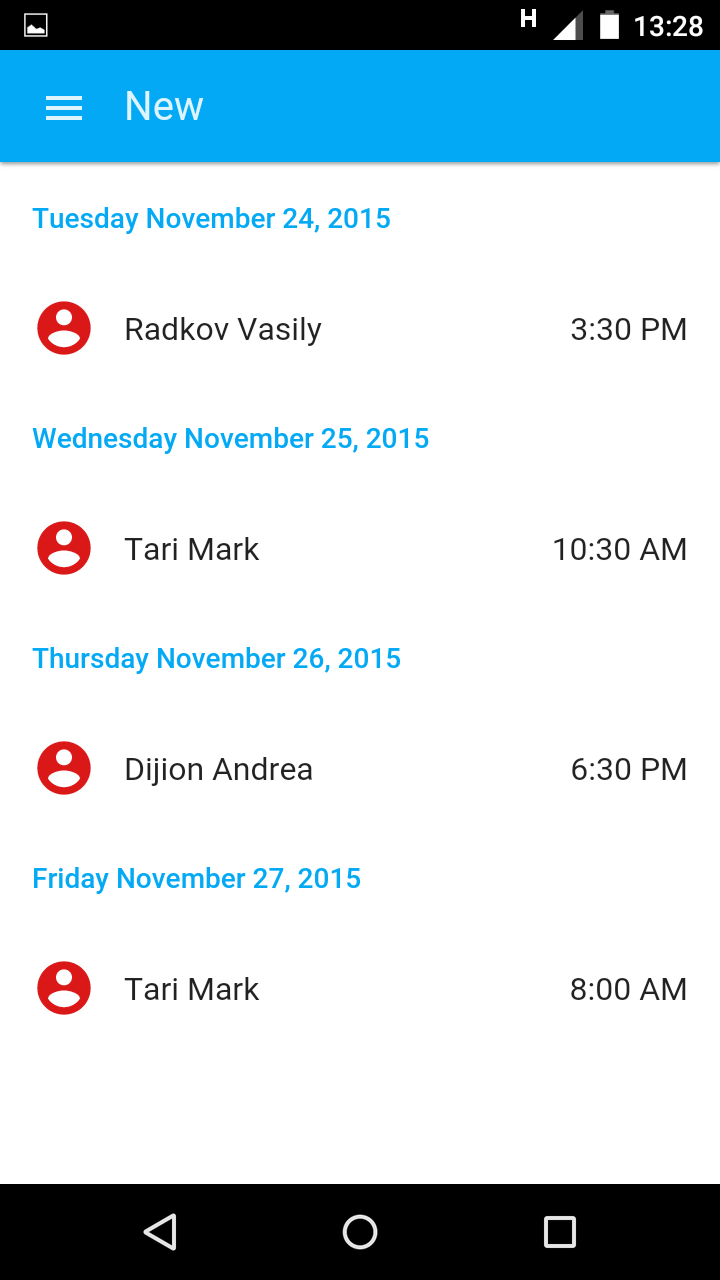 H 13:28
New
Tuesday November 24, 2015
Radkov Vasily 3:30 PM
Wednesday November 25, 2015
Tari Mark 10:30 AM
Thursday November 26, 2015
Dijion Andrea 6:30 PM
Friday November 27, 2015
Tari Mark 8:00 AM